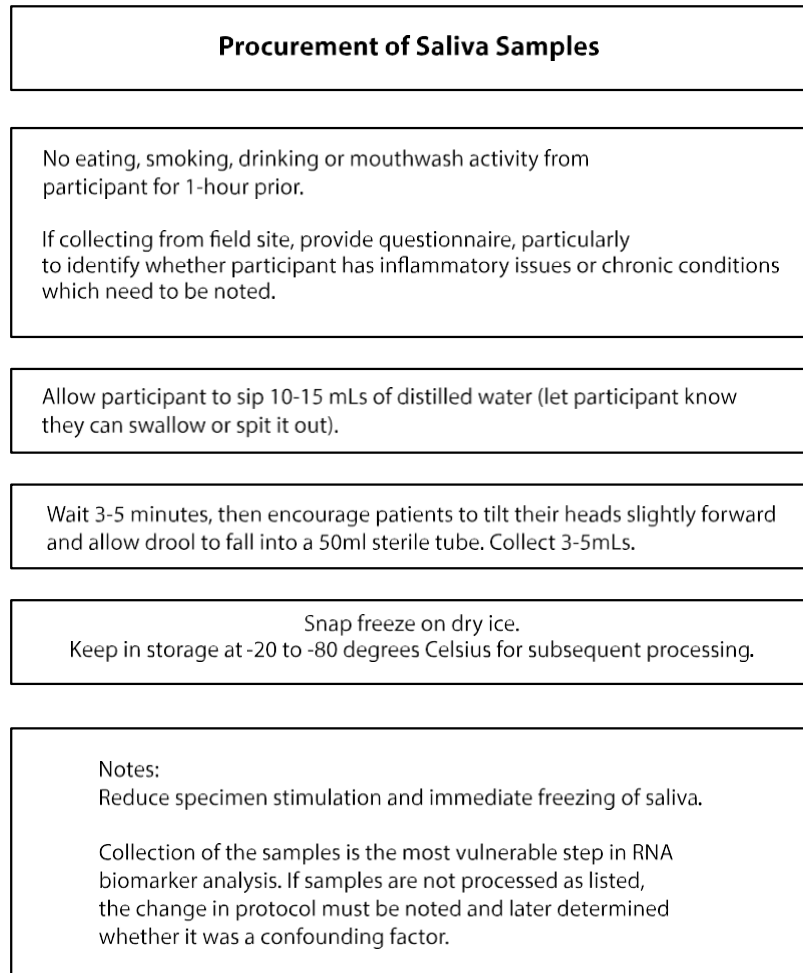 Procurement of Saliva Samples
No eating, smoking, drinking or mouthwash activity from
participant for 1-hour prior.
If collecting from field site, provide questionnaire, particularly
to identify whether participant has inflammatory issues or chronic conditions
which need to be noted.
Allow participant to sip 10-15 mLs of distilled water (let participant know
they can swallow or spit it out).
Wait 3-5 minutes, then encourage patients to tilt their heads slightly forward
and allow drool to fall into a 50ml sterile tube. Collect 3-5mLs.
Snap freeze on dry ice.
Keep in storage at -20 to -80 degrees Celsius for subsequent processing.
Notes:
Reduce specimen stimulation and immediate freezing of saliva.
Collection of the samples is the most vulnerable step in RNA
biomarker analysis. If samples are not processed as listed,
the change in protocol must be noted and later determined
whether it was a confounding factor.